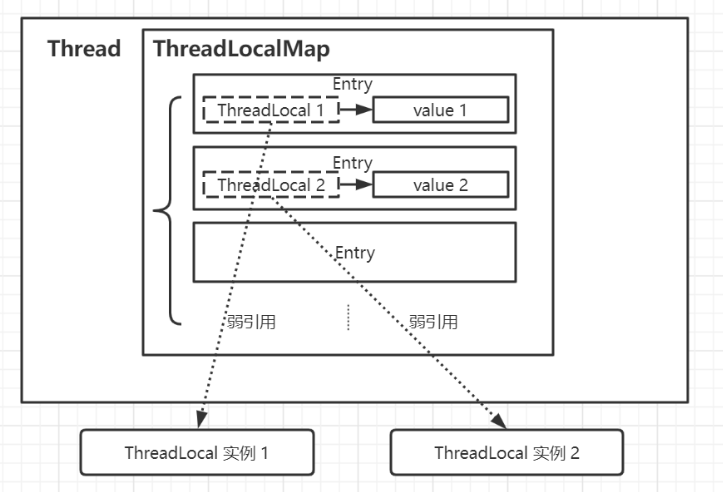 Thread ThreadLocalMap
Entry
ThreadLocal 1 value 1
Entry
ThreadLocal 2 value 2
Entry
弱引用 弱引用
ThreadLocal 实例 1 ThreadLocal 实例 2